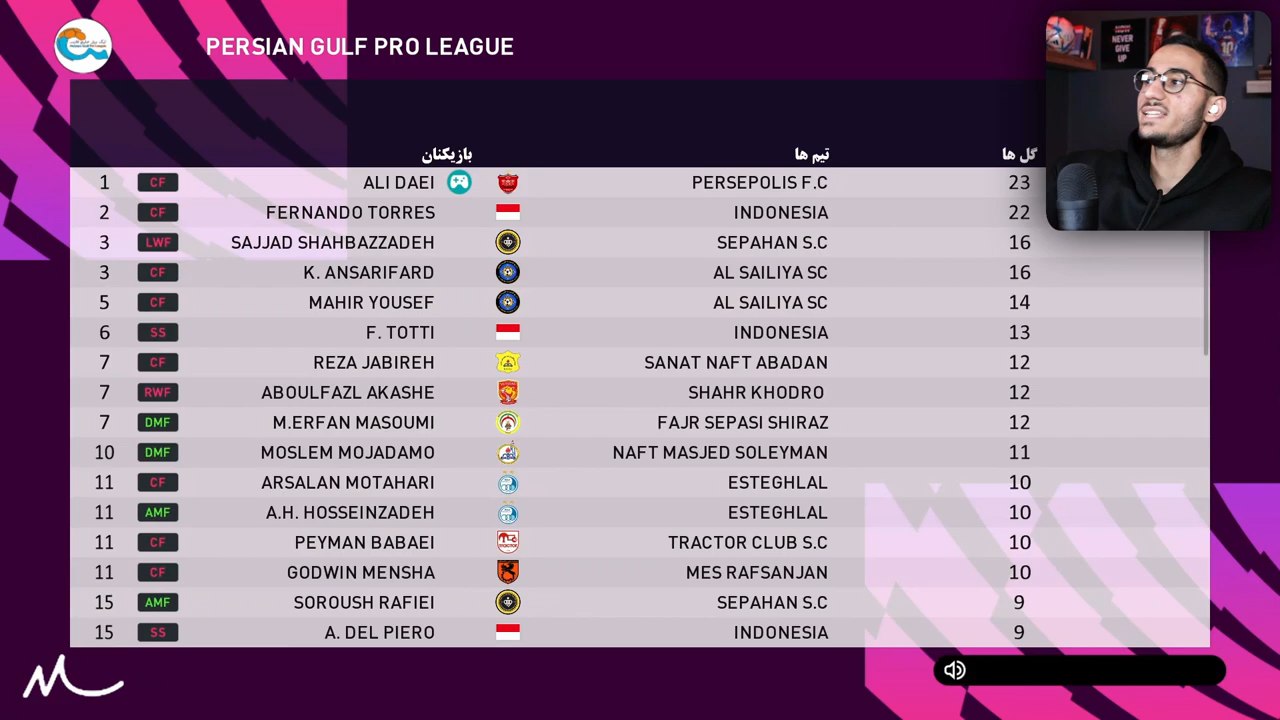 PERSIAN GULF PRO LEAGUE
NEVER
GIVE
UP
10
بازیکنان تیم ها گل ها
1 CF ALI DAEI PERSEPOLIS F.C 23
2 CF FERNANDO TORRES INDONESIA 22
3 LWF SAJJAD SHAHBAZZADEH SEPAHAN S.C 16
3 CF K. ANSARIFARD AL SAILIYA SC 16
5 CF MAHIR YOUSEF AL SAILIYA SC 14
6 SS F. TOTTI INDONESIA 13
7 CF REZA JABIREH SANAT NAFT ABADAN 12
7 RWF ABOULFAZL AKASHE SHAHR KHODRO 12
7 DMF M.ERFAN MASOUMI FAJR SEPASI SHIRAZ 12
10 DMF MOSLEM MOJADAMO NAFT MASJED SOLEYMAN 11
11 CF ARSALAN MOTAHARI ESTEGHLAL 10
11 AMF A.H. HOSSEINZADEH ESTEGHLAL 10
11 CF PEYMAN BABAEI TRACTOR CLUB S.C 10
11 CF GODWIN MENSHA MES RAFSANJAN 10
15 AMF SOROUSH RAFIEI SEPAHAN S.C 9
15 SS A. DEL PIERO INDONESIA 9